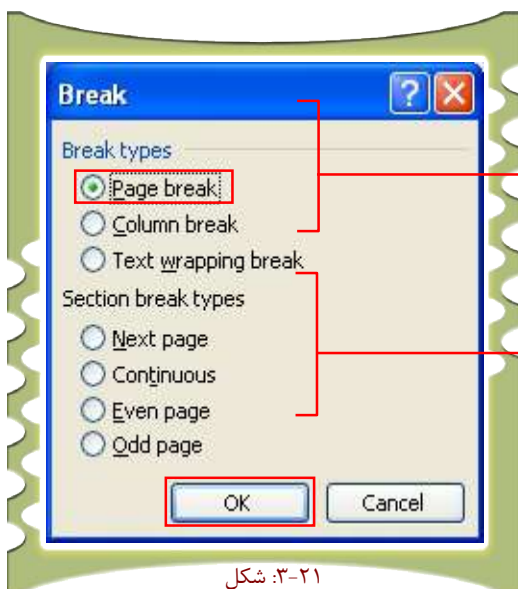 Break
Break types
Page break
Column break
Text wrapping break
Section break types
Next page
Continuous
Even page
Odd page
OK Cancel
۳-۲۱: شکل